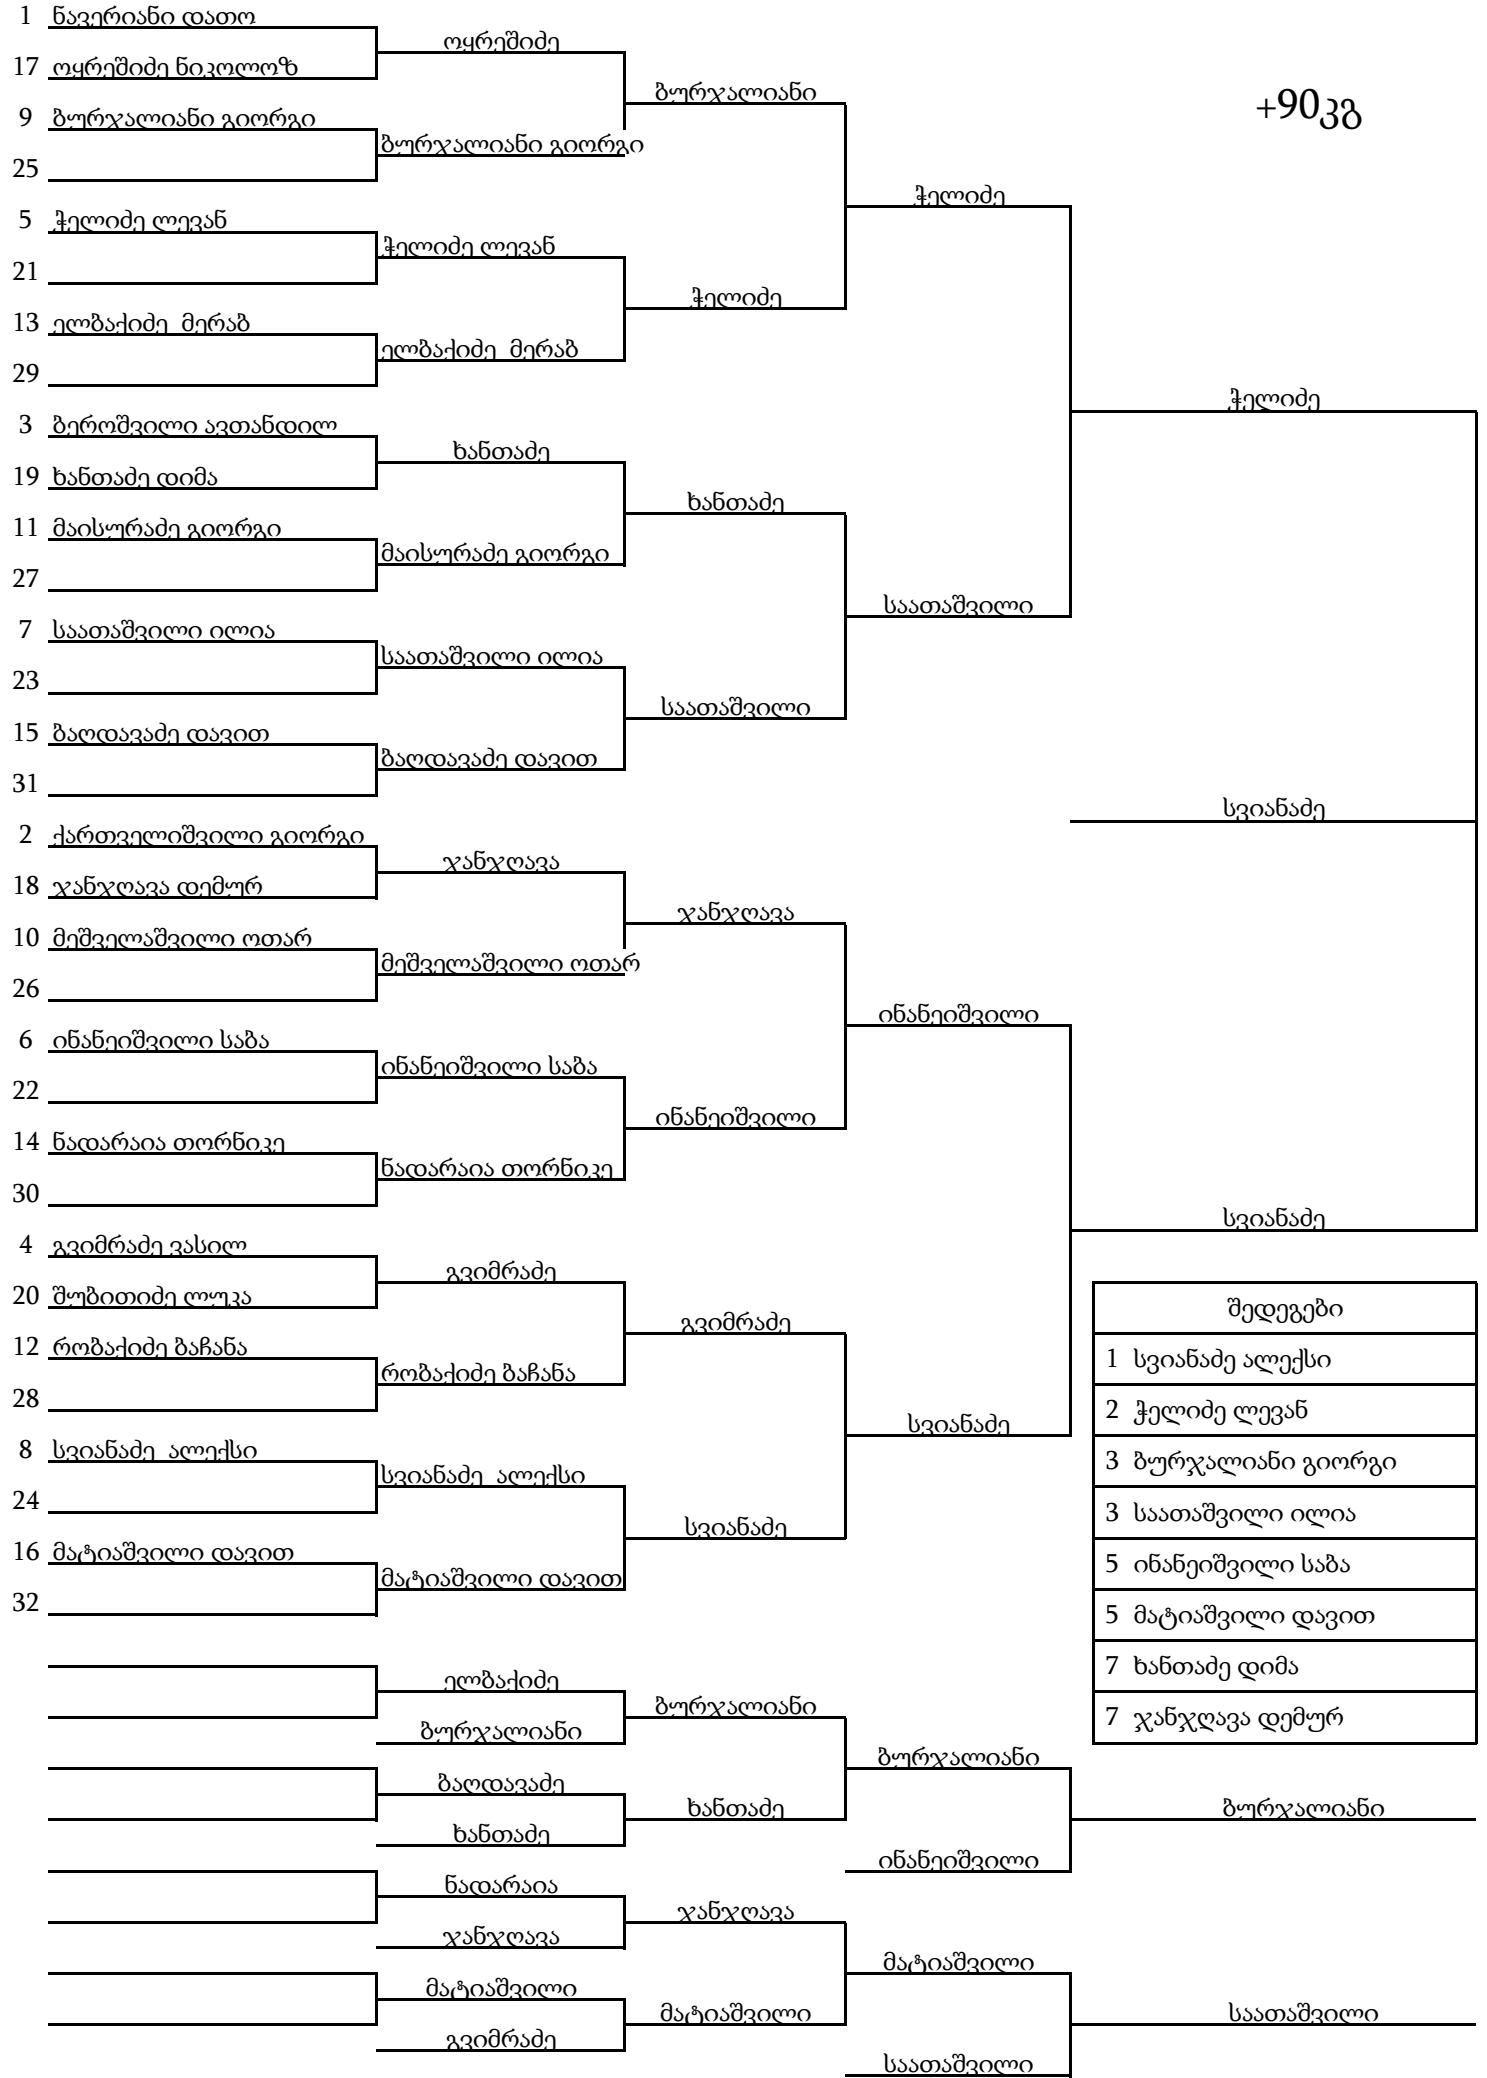 1 ნავერიანი დათო
ოყრეშიძე
17 ოყრეშიძე ნიკოლოზ
ბურჯალიანი
+90კგ
9 ბურჯალიანი გიორგი
ბურჯალიანი გიორგი
25
ჭელიძე
5 ჭელიძე ლევან
ჭელიძე ლევან
21
ჭელიძე
13 ელბაქიძე მერაბ
ელბაქიძე მერაბ
29
ჭელიძე
3 ბეროშვილი ავთანდილ
ხანთაძე
19 ხანთაძე დიმა
ხანთაძე
11 მაისურაძე გიორგი
მაისურაძე გიორგი
27
საათაშვილი
7 საათაშვილი ილია
საათაშვილი ილია
23
საათაშვილი
15 ბაღდავაძე დავით
ბაღდავაძე დავით
31
სვიანაძე
2 ქართველიშვილი გიორგი
ჯანჯღავა
18 ჯანჯღავა დემურ
ჯანჯღავა
10 მეშველაშვილი ოთარ
მეშველაშვილი ოთარ
26
ინანეიშვილი
6 ინანეიშვილი საბა
ინანეიშვილი საბა
22
ინანეიშვილი
14 ნადარაია თორნიკე
ნადარაია თორნიკე
30
სვიანაძე
4 გვიმრაძე ვასილ
გვიმრაძე
20 შუბითიძე ლუკა
გვიმრაძე
12 რობაქიძე ბაჩანა
რობაქიძე ბაჩანა
28
სვიანაძე
8 სვიანაძე ალექსი
სვიანაძე ალექსი
24
სვიანაძე
16 მატიაშვილი დავით
მატიაშვილი დავით
32
შედეგები
1 სვიანაძე ალექსი
2 ჭელიძე ლევან
3 ბურჯალიანი გიორგი
3 საათაშვილი ილია
5 ინანეიშვილი საბა
5 მატიაშვილი დავით
7 ხანთაძე დიმა
7 ჯანჯღავა დემურ
ელბაქიძე
ბურჯალიანი
ბურჯალიანი
ბურჯალიანი
ბაღდავაძე
ხანთაძე
ბურჯალიანი
ხანთაძე
ინანეიშვილი
ნადარაია
ჯანჯღავა
ჯანჯღავა
მატიაშვილი
მატიაშვილი
მატიაშვილი
საათაშვილი
გვიმრაძე
საათაშვილი